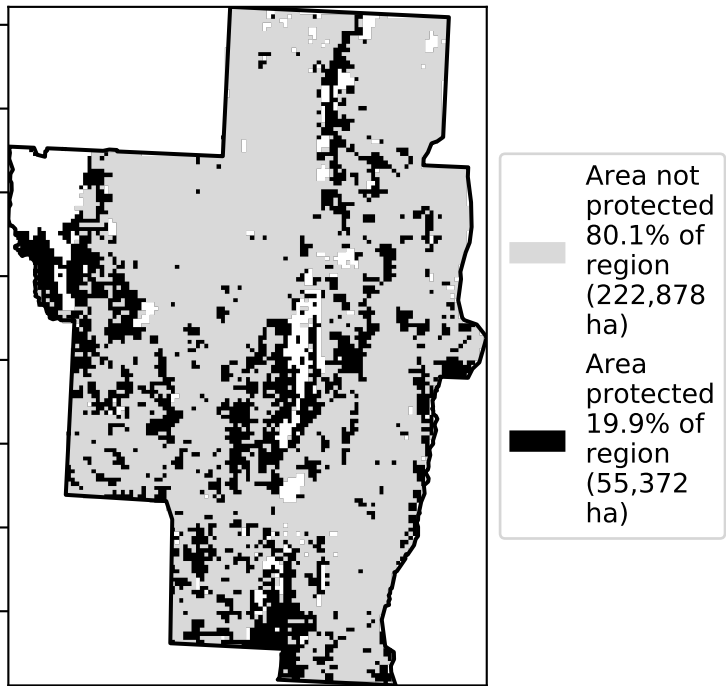 Area not
protected
80.1% of
region
(222,878
ha)
Area
protected
19.9% of
region
(55,372
ha)